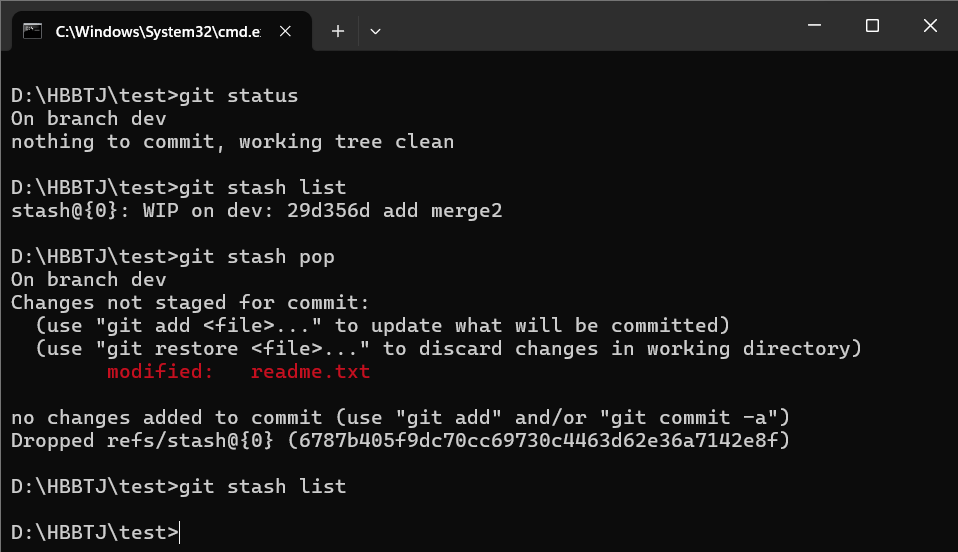 C:\Windows\System32\cmd.e
D:\HBBTJ\test>git status
On branch dev
nothing to commit, working tree clean
D:\HBBTJ\test>git stash list
stash@{0}: WIP on dev: 29d356d add merge2
D:\HBBTJ\test>git stash pop
On branch dev
Changes not staged for commit:
  (use "git add <file>..." to update what will be committed)
  (use "git restore <file>..." to discard changes in working directory)
        modified:   readme.txt
no changes added to commit (use "git add" and/or "git commit -a")
Dropped refs/stash@{0} (6787b405f9dc70cc69730c4463d62e36a7142e8f)
D:\HBBTJ\test>git stash list
D:\HBBTJ\test>